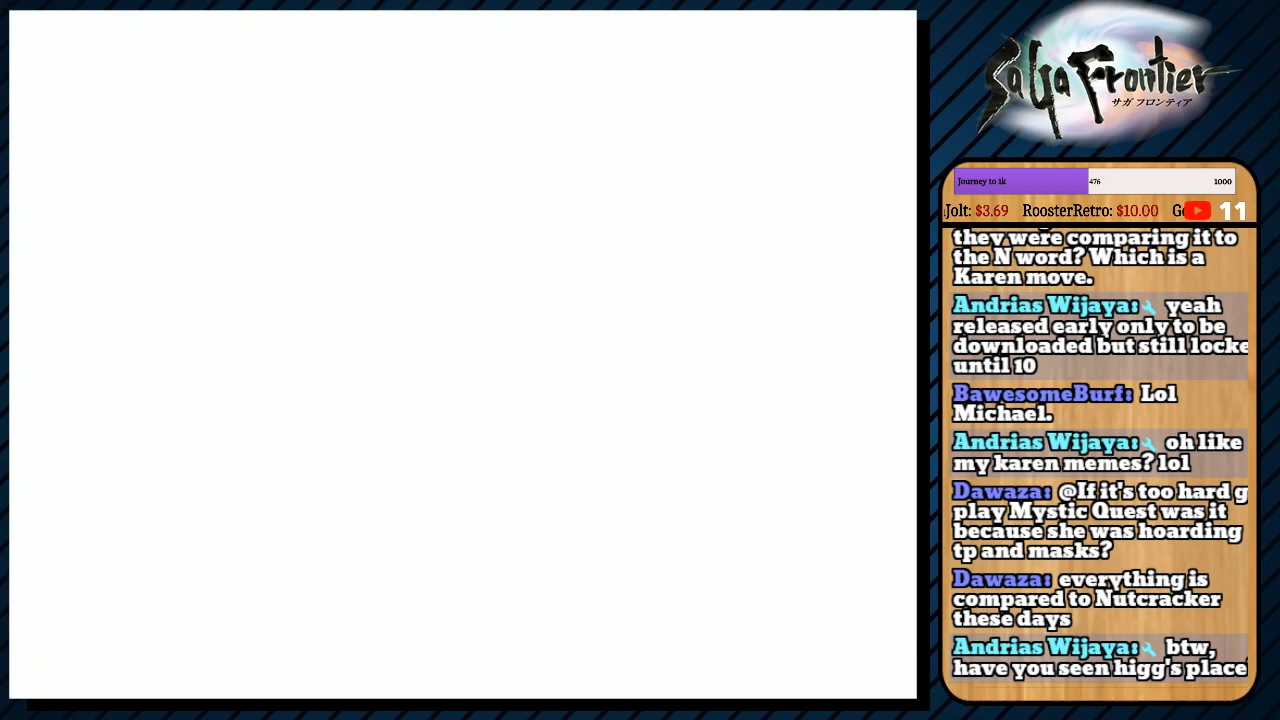 SaGa Frontier
サガ フロンティア
Journey to 1k 476 1000
Jolt: $3.69 RoosterRetro: $10.00 Ge 11
they were comparing it to
the N word? Which is a
Karen move.
Andrias Wijaya: yeah
released early only to be
downloaded but still locke
until 10
BawesomeBurf: Lol
Michael.
Andrias Wijaya: oh like
my karen memes? lol
Dawaza: @If it's too hard g
play Mystic Quest was it
because she was hoarding
tp and masks?
Dawaza: everything is
compared to Nutcracker
these days
Andrias Wijaya: btw,
have you seen higg's place